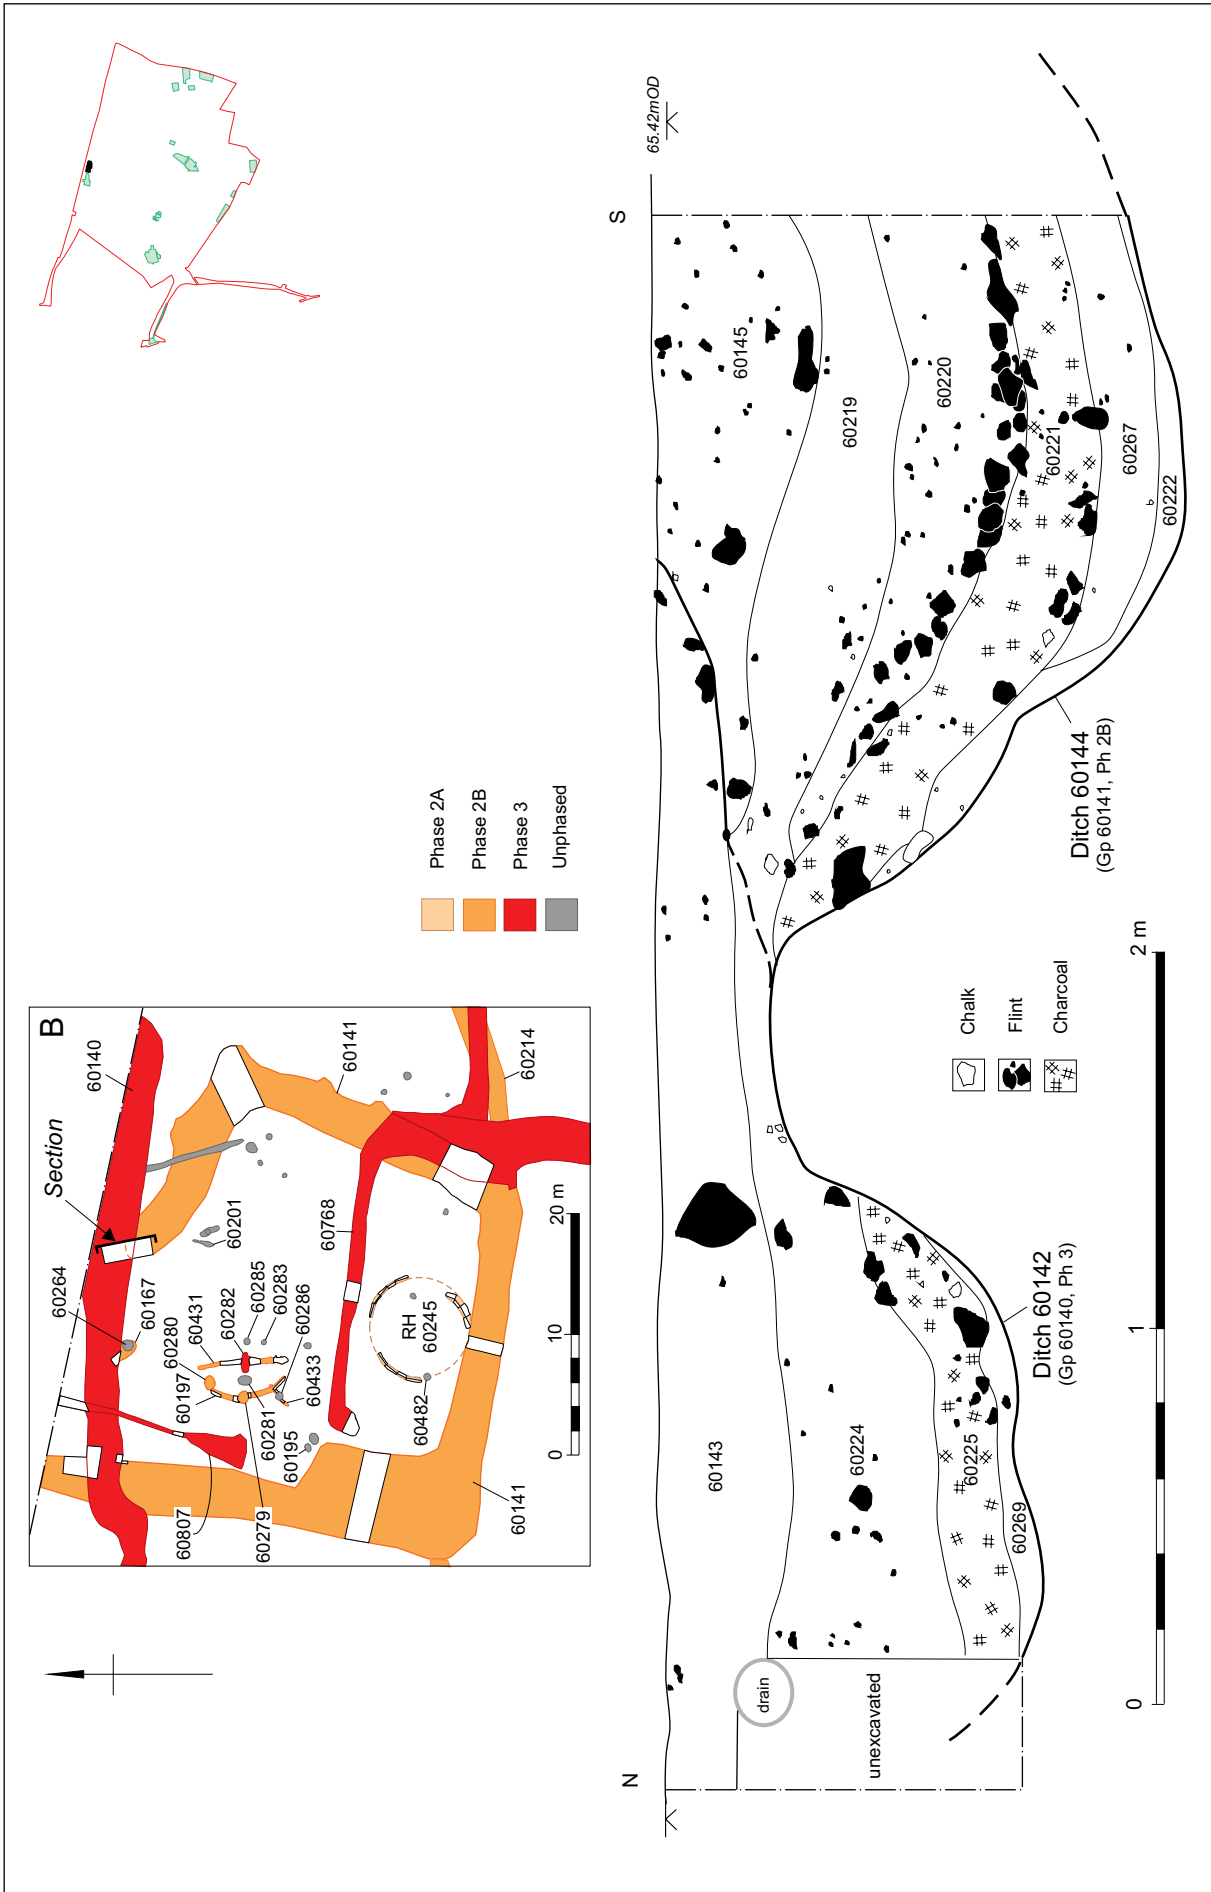 B
Section
60264
60167
60280
60431
60282
60285
60283
60286
60433
60197
60281
60195
60279
60807
60201
60140
60141
60214
60768
RH
60245
60482
60141
0
10
20 m
Phase 2A
Phase 2B
Phase 3
Unphased
N
S
65.42mOD
drain
unexcavated
60143
60224
60225
60269
Ditch 60142
(Gp 60140, Ph 3)
60145
60219
60220
60221
60267
60222
Ditch 60144
(Gp 60141, Ph 2B)
Chalk
Flint
Charcoal
0
1
2 m